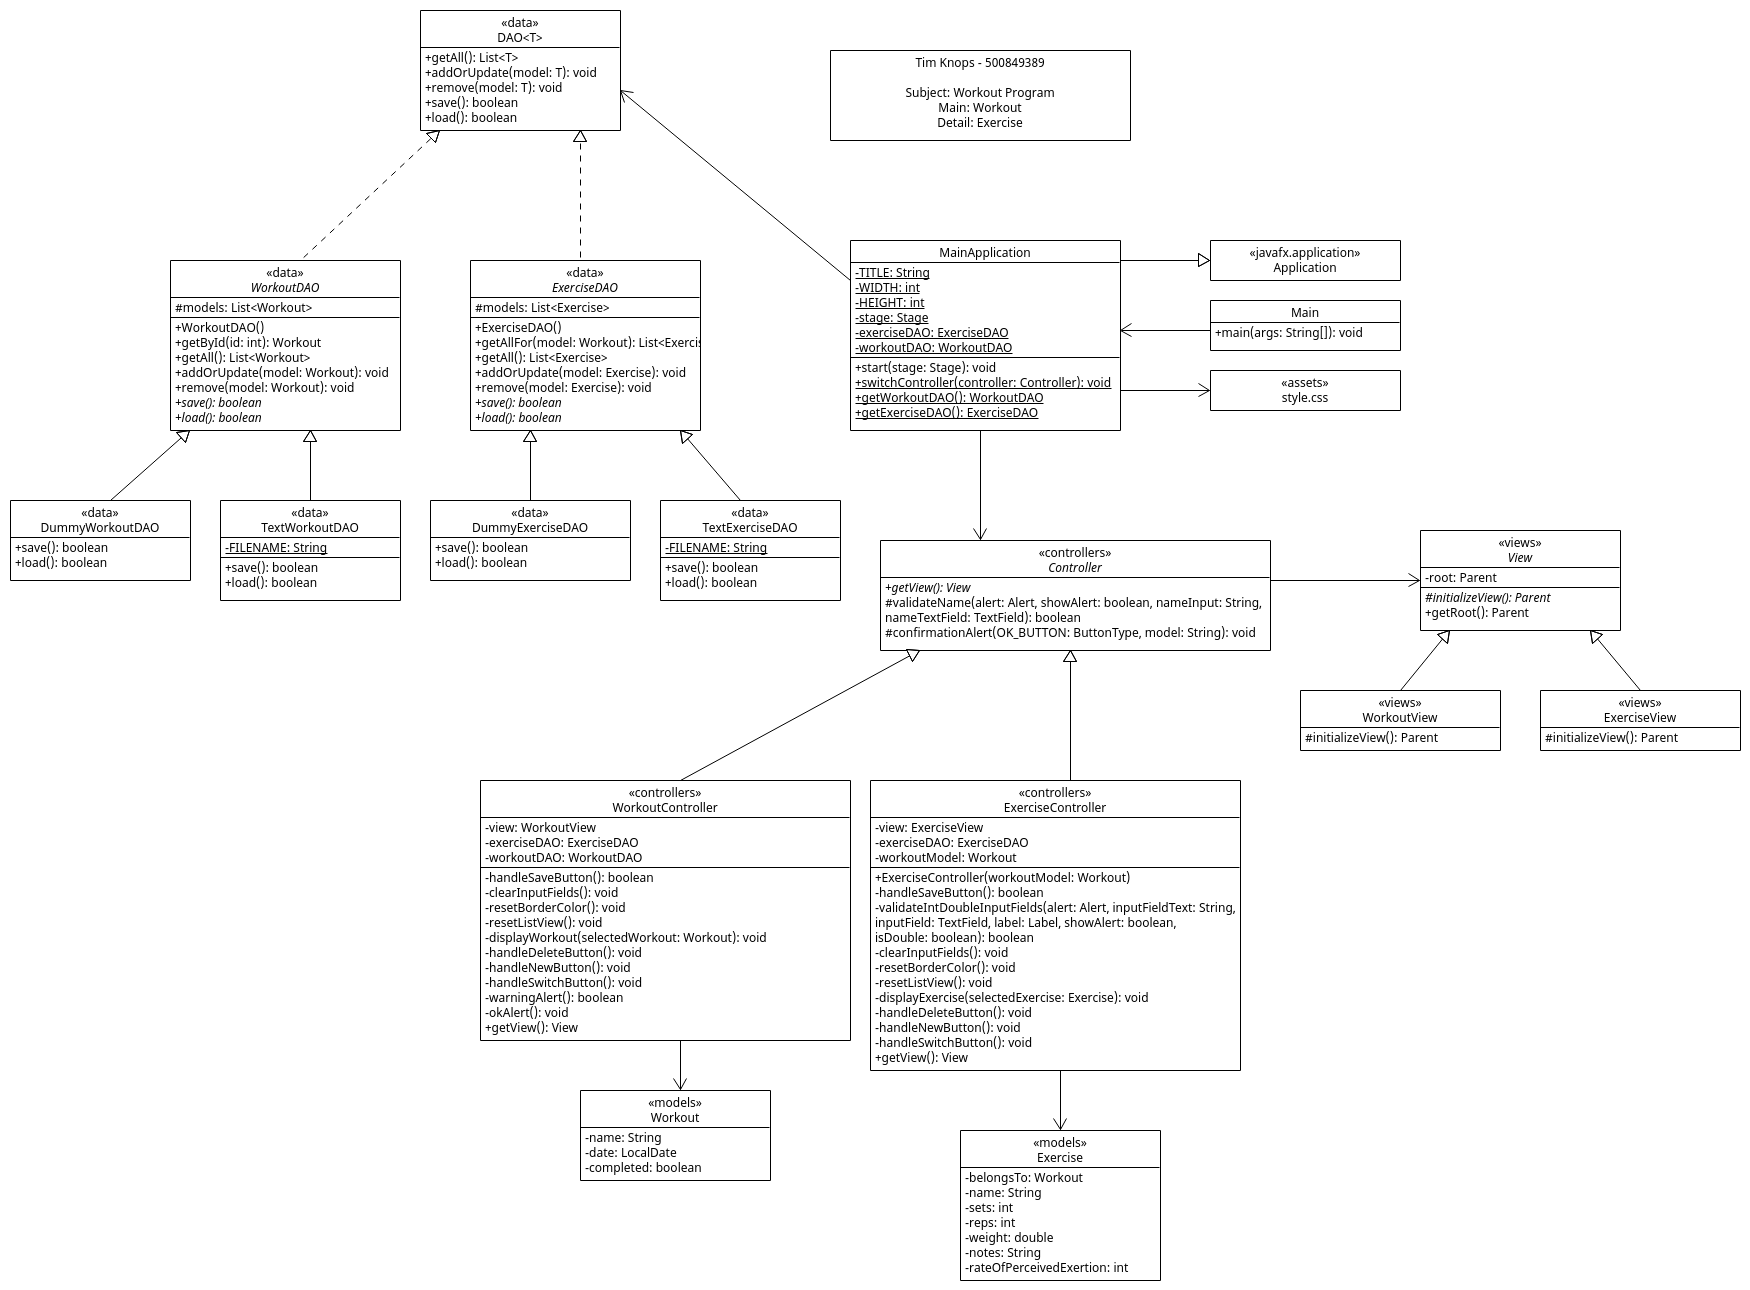 «data»
DAO<T>
+getAll(): List<T>
+addOrUpdate(model: T): void
+remove(model: T): void
+save(): boolean
+load(): boolean
Tim Knops - 500849389
Subject: Workout Program
Main: Workout
Detail: Exercise
«data»
WorkoutDAO
#models: List<Workout>
+WorkoutDAO()
+getById(id: int): Workout
+getAll(): List<Workout>
+addOrUpdate(model: Workout): void
+remove(model: Workout): void
+save(): boolean
+load(): boolean
«data»
ExerciseDAO
#models: List<Exercise>
+ExerciseDAO()
+getAllFor(model: Workout): List<Exercis
+getAll(): List<Exercise>
+addOrUpdate(model: Exercise): void
+remove(model: Exercise): void
+save(): boolean
+load(): boolean
MainApplication
-TITLE: String
-WIDTH: int
-HEIGHT: int
-stage: Stage
-exerciseDAO: ExerciseDAO
-workoutDAO: WorkoutDAO
+start(stage: Stage): void
+switchController(controller: Controller): void
+getWorkoutDAO(): WorkoutDAO
+getExerciseDAO(): ExerciseDAO
«javafx.application»
Application
Main
+main(args: String[]): void
«assets»
style.css
«data»
DummyWorkoutDAO
+save(): boolean
+load(): boolean
«data»
TextWorkoutDAO
-FILENAME: String
+save(): boolean
+load(): boolean
«data»
DummyExerciseDAO
+save(): boolean
+load(): boolean
«data»
TextExerciseDAO
-FILENAME: String
+save(): boolean
+load(): boolean
«controllers»
Controller
+getView(): View
#validateName(alert: Alert, showAlert: boolean, nameInput: String,
nameTextField: TextField): boolean
#confirmationAlert(OK_BUTTON: ButtonType, model: String): void
«views»
View
-root: Parent
#initializeView(): Parent
+getRoot(): Parent
«views»
WorkoutView
#initializeView(): Parent
«views»
ExerciseView
#initializeView(): Parent
«controllers»
WorkoutController
-view: WorkoutView
-exerciseDAO: ExerciseDAO
-workoutDAO: WorkoutDAO
-handleSaveButton(): boolean
-clearInputFields(): void
-resetBorderColor(): void
-resetListView(): void
-displayWorkout(selectedWorkout: Workout): void
-handleDeleteButton(): void
-handleNewButton(): void
-handleSwitchButton(): void
-warningAlert(): boolean
-okAlert(): void
+getView(): View
«controllers»
ExerciseController
-view: ExerciseView
-exerciseDAO: ExerciseDAO
-workoutModel: Workout
+ExerciseController(workoutModel: Workout)
-handleSaveButton(): boolean
-validateIntDoubleInputFields(alert: Alert, inputFieldText: String,
inputField: TextField, label: Label, showAlert: boolean,
isDouble: boolean): boolean
-clearInputFields(): void
-resetBorderColor(): void
-resetListView(): void
-displayExercise(selectedExercise: Exercise): void
-handleDeleteButton(): void
-handleNewButton(): void
-handleSwitchButton(): void
+getView(): View
«models»
Workout
-name: String
-date: LocalDate
-completed: boolean
«models»
Exercise
-belongsTo: Workout
-name: String
-sets: int
-reps: int
-weight: double
-notes: String
-rateOfPerceivedExertion: int